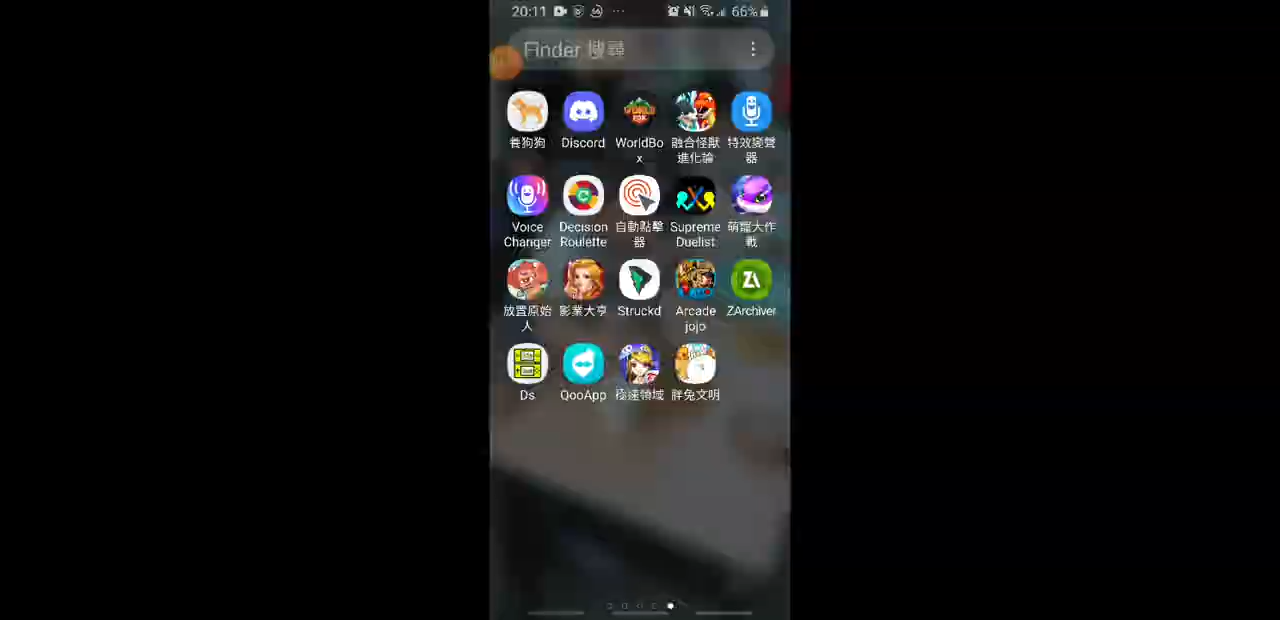 20:11
66%
Finder 搜尋
養狗狗
Discord
WorldBo
x
融合怪獸
進化論
特效變聲
器
Voice
Changer
Decision
Roulette
自動點擊
器
Supreme
Duelist
萌寵大作
戰
放置原始
人
影業大亨
Struckd
Arcade
jojo
ZArchiver
Ds
QooApp
極速領域
胖兔文明